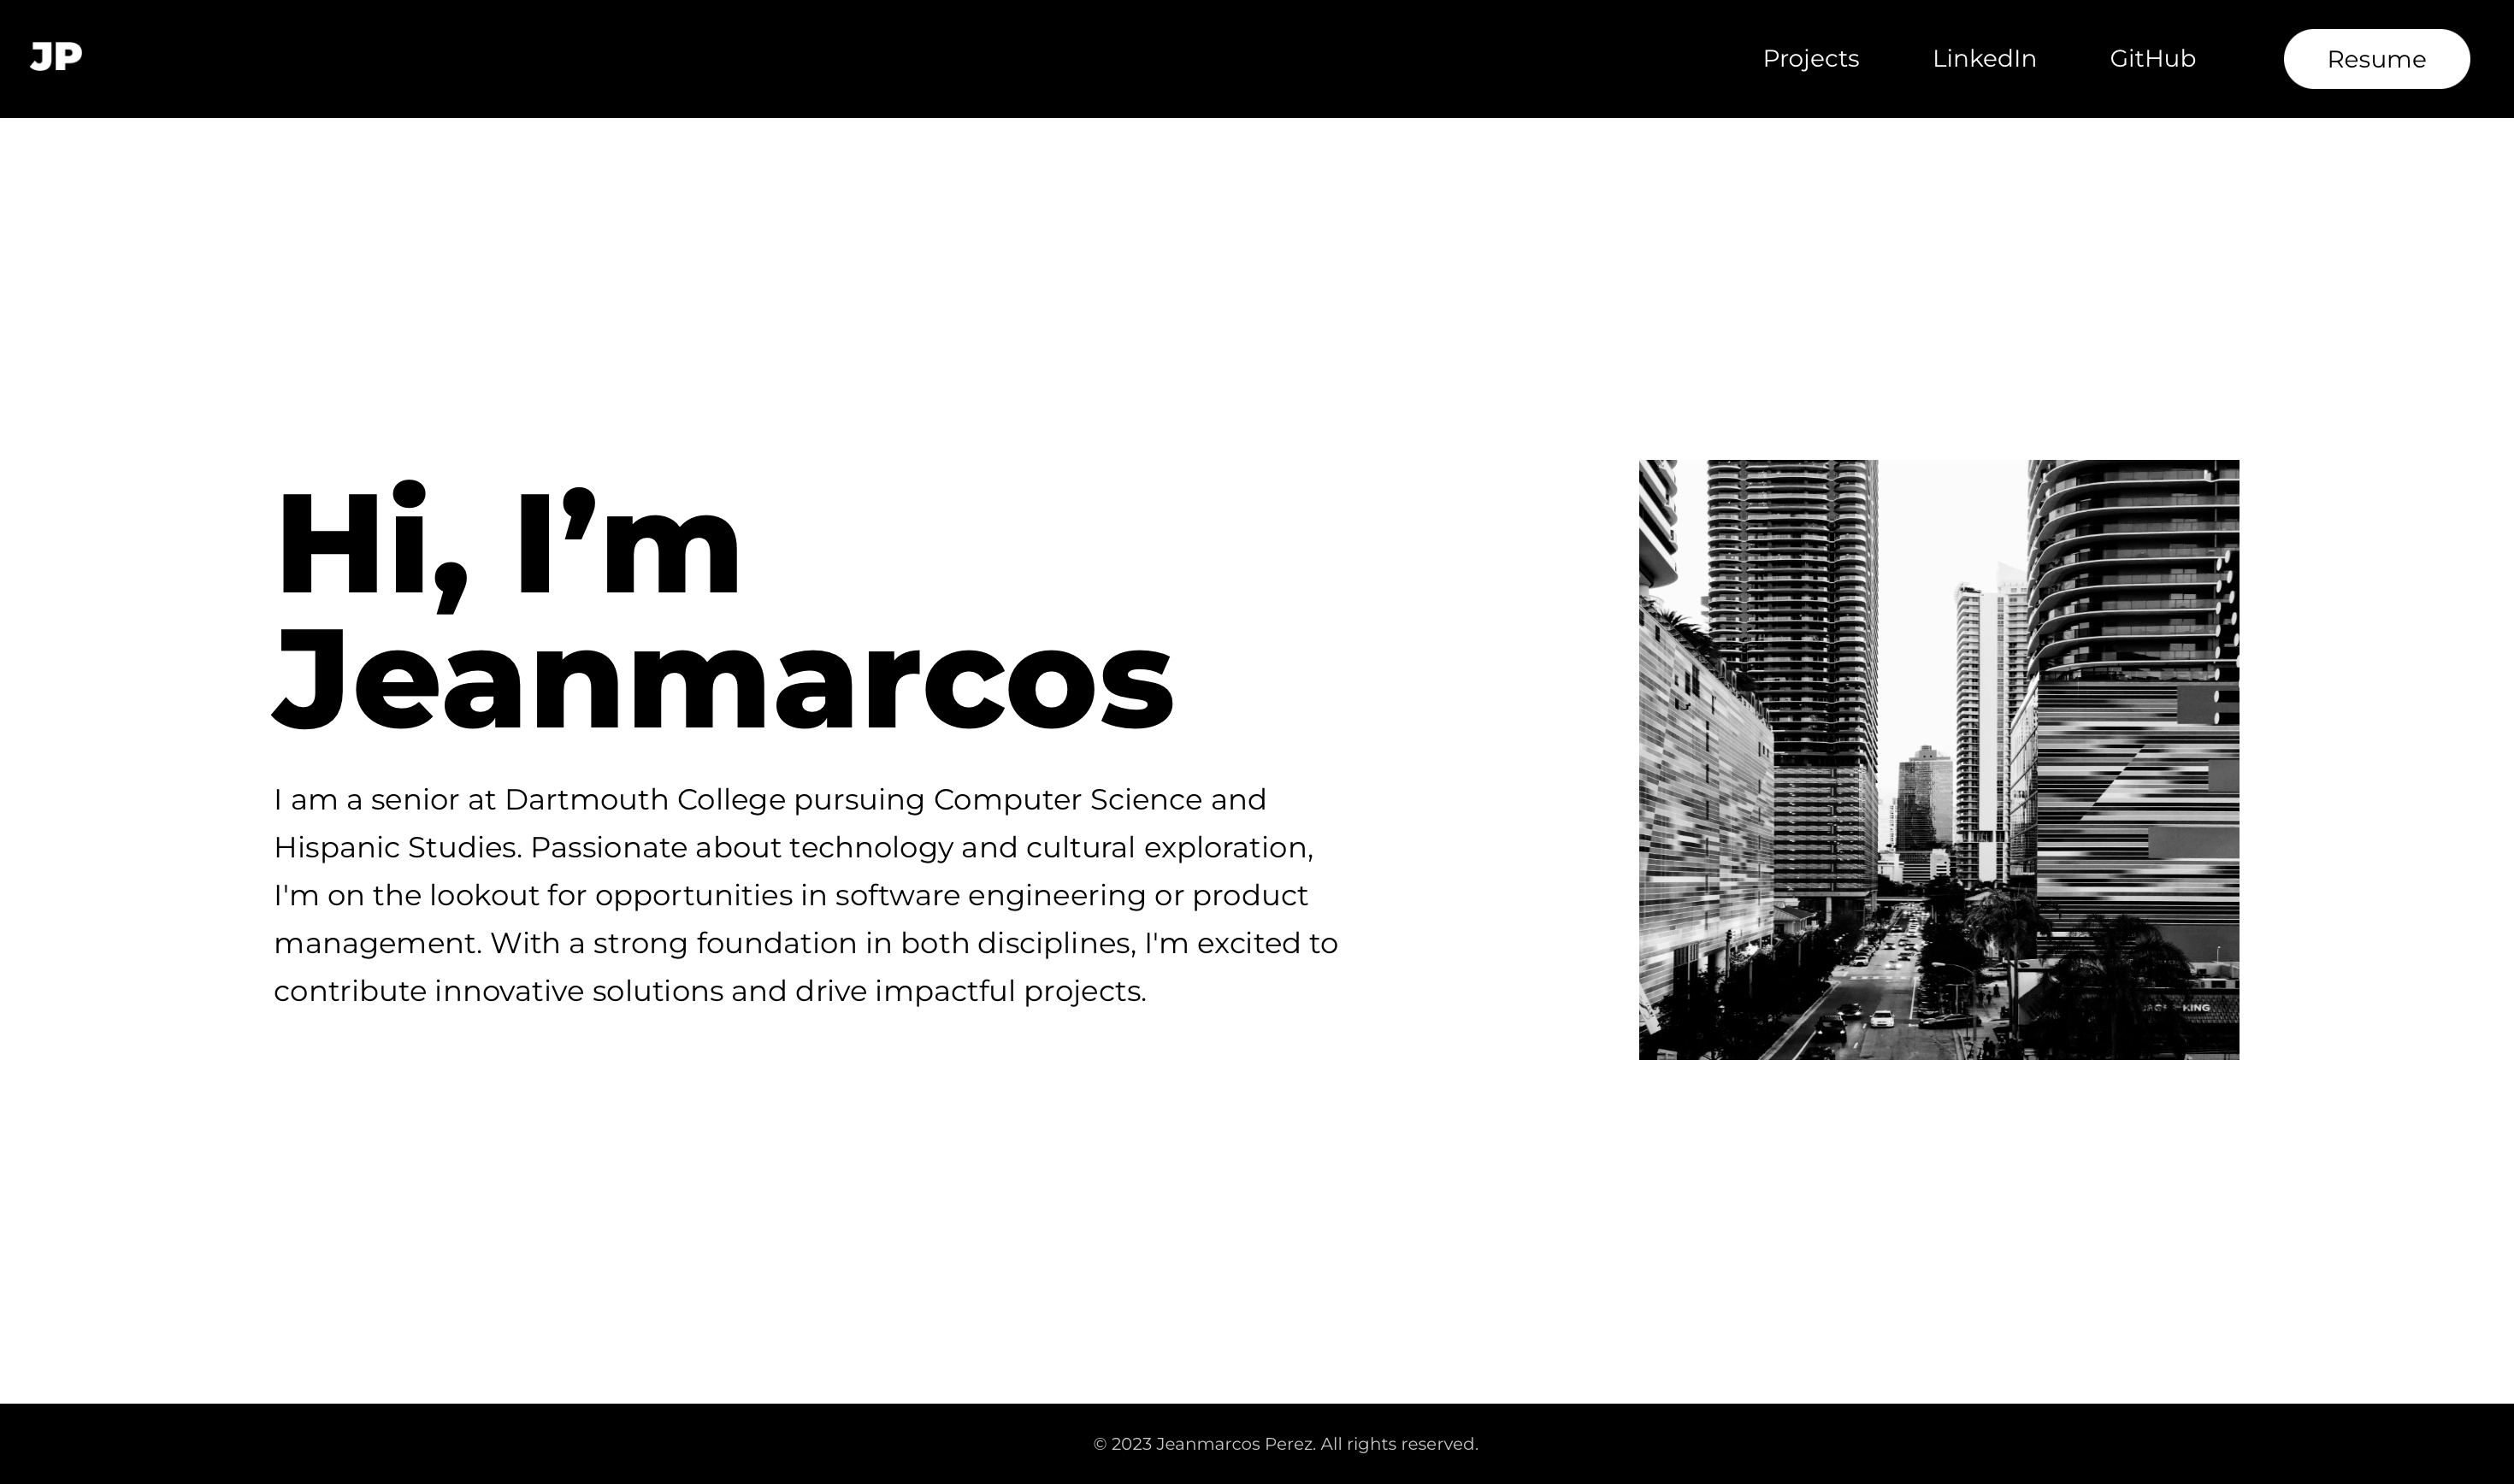 JP
Projects
LinkedIn
GitHub
Resume
Hi, I’m
Jeanmarcos
I am a senior at Dartmouth College pursuing Computer Science and
Hispanic Studies. Passionate about technology and cultural exploration,
I'm on the lookout for opportunities in software engineering or product
management. With a strong foundation in both disciplines, I'm excited to
contribute innovative solutions and drive impactful projects.
KING
© 2023 Jeanmarcos Perez. All rights reserved.